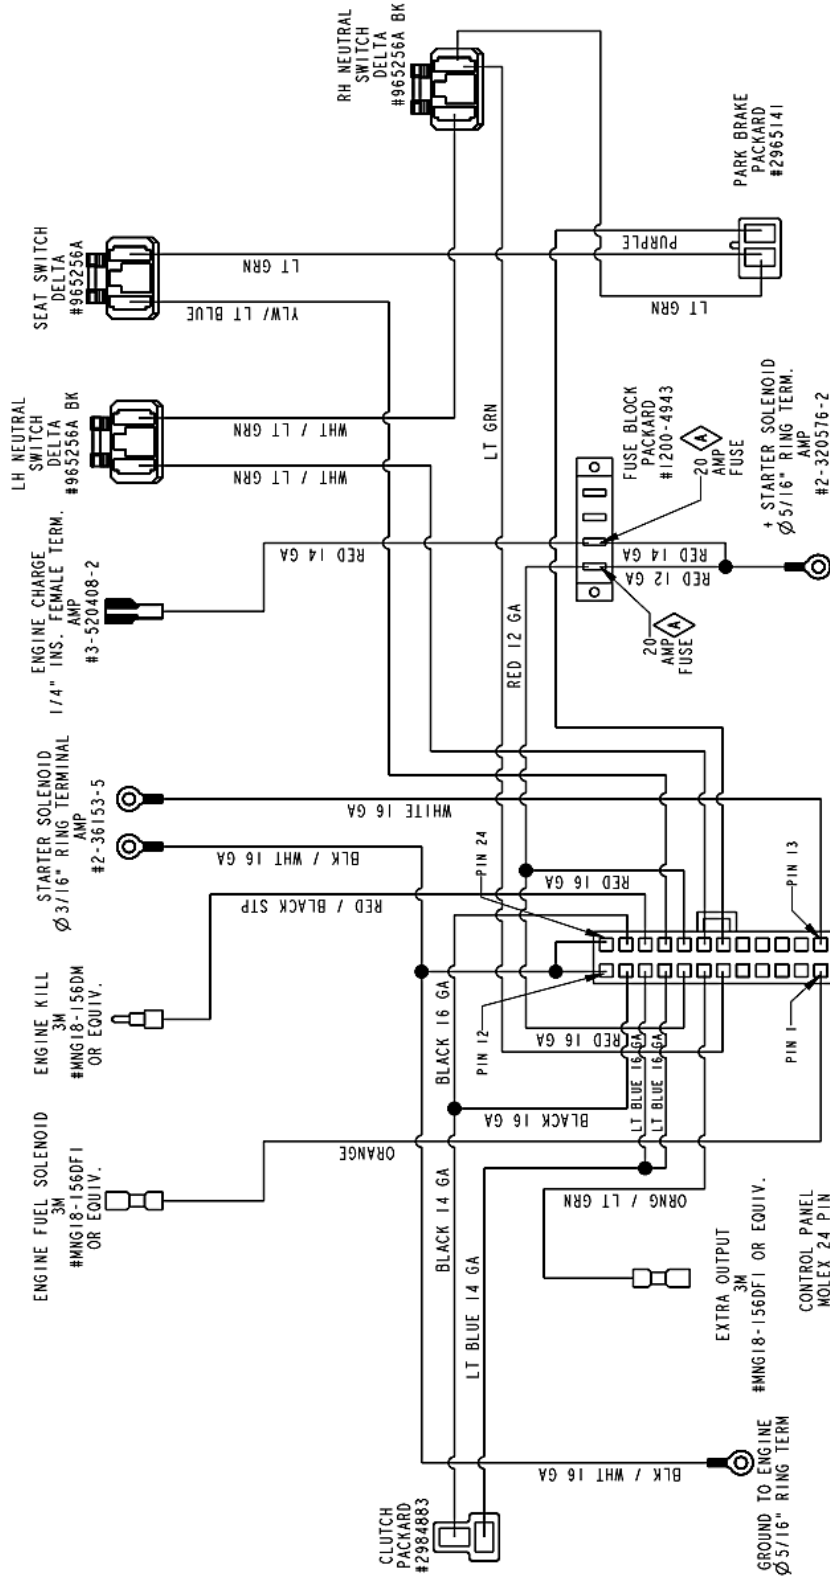 RH NEUTRAL
SWITCH
DELTA
#965256A BK
SEAT SWITCH
DELTA
#965256A
LH NEUTRAL
SWITCH
DELTA
#965256A BK
ENGINE CHARGE
1/4" INS. FEMALE TERM.
AMP
#3-520408-2
STARTER SOLENOID
Ø3/16" RING TERMINAL
AMP
#2-36153-5
ENGINE KILL
3M
#MNG18-156DM
OR EQUIV.
ENGINE FUEL SOLENOID
3M
#MNG18-156DF1
OR EQUIV.
LT GRN
YLW/ LT BLUE
WHT / LT GRN
WHT / LT GRN
RED 14 GA
WHITE 16 GA
BLK / WHT 16 GA
RED / BLACK STP
ORANGE
PURPLE
LT GRN
LT GRN
PARK BRAKE
PACKARD
#2965141
FUSE BLOCK
PACKARD
#1200-4943
20 A
AMP
FUSE
RED 14 GA
RED 12 GA
20
AMP A
FUSE
RED 12 GA
+ STARTER SOLENOID
Ø5/16" RING TERM.
AMP
#2-320576-2
PIN 24
RED 16 GA
PIN 13
PIN 12
RED 16 GA
PIN 1
BLACK 16 GA
BLACK 16 GA
LT BLUE 16 GA
LT BLUE 16 GA
BLACK 14 GA
LT BLUE 14 GA
ORNG / LT GRN
EXTRA OUTPUT
3M
#MNG18-156DF1 OR EQUIV.
CONTROL PANEL
MOLEX 24 PIN
CLUTCH
PACKARD
#2984883
BLK / WHT 16 GA
GROUND TO ENGINE
Ø5/16" RING TERM